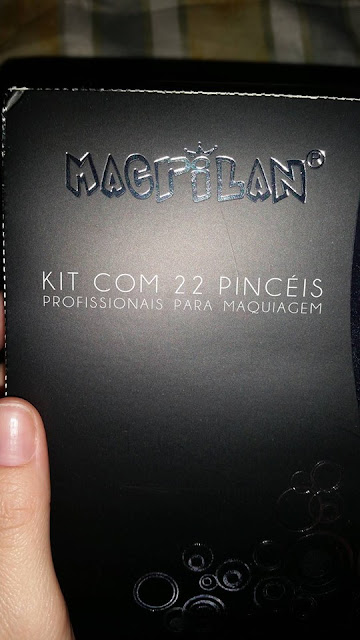 MACRILAN®
KIT COM 22 PINCÉIS
PROFISSIONAIS PARA MAQUIAGEM